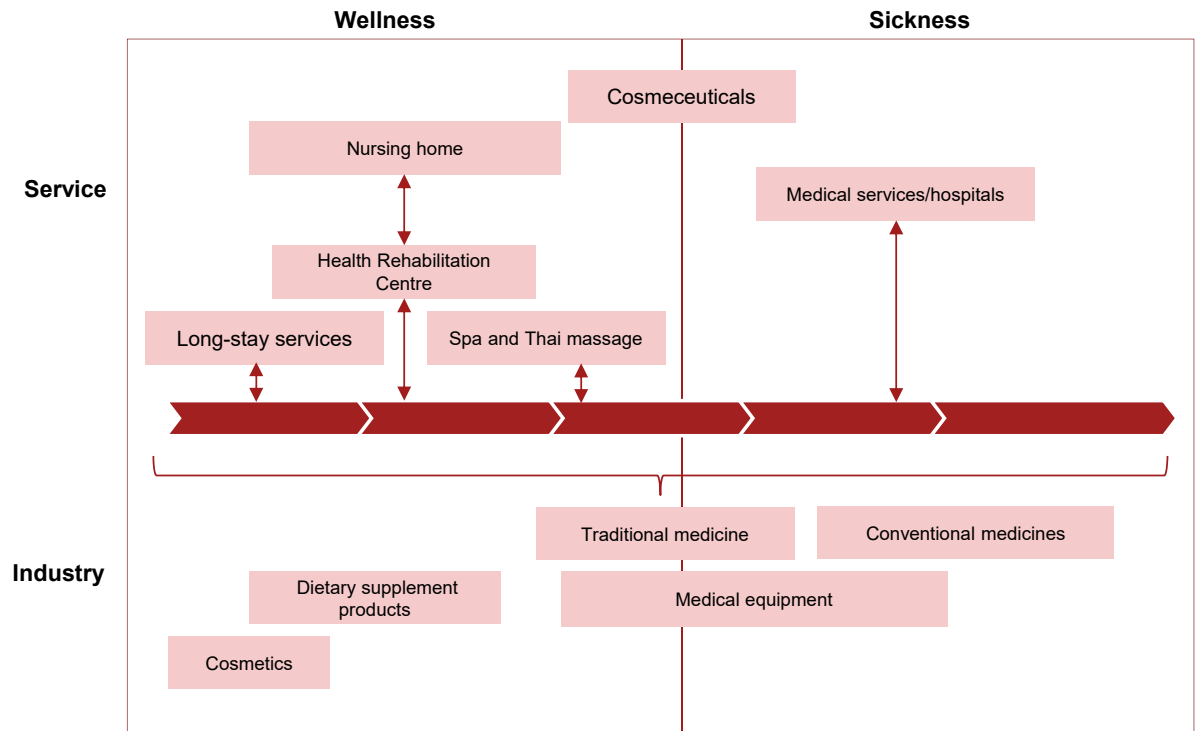 Wellness
Sickness
Cosmeceuticals
Nursing home
Service
Medical services/hospitals
Health Rehabilitation
Centre
Long-stay services
Spa and Thai massage
Traditional medicine
Conventional medicines
Industry
Dietary supplement
products
Medical equipment
Cosmetics